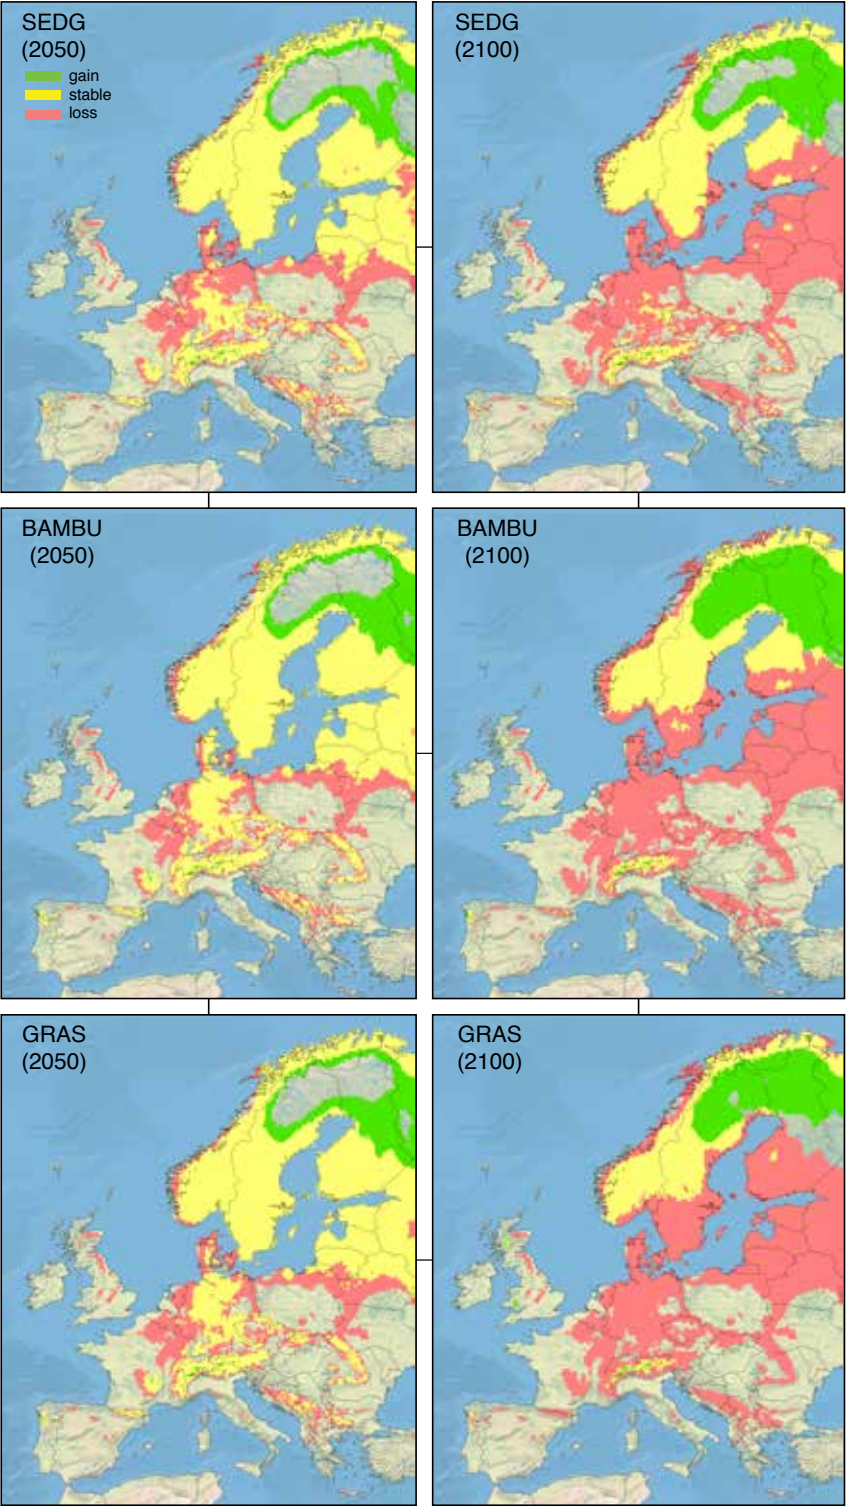 SEDG
(2050)
gain
stable
loss
SEDG
(2100)
BAMBU
(2050)
BAMBU
(2100)
GRAS
(2050)
GRAS
(2100)